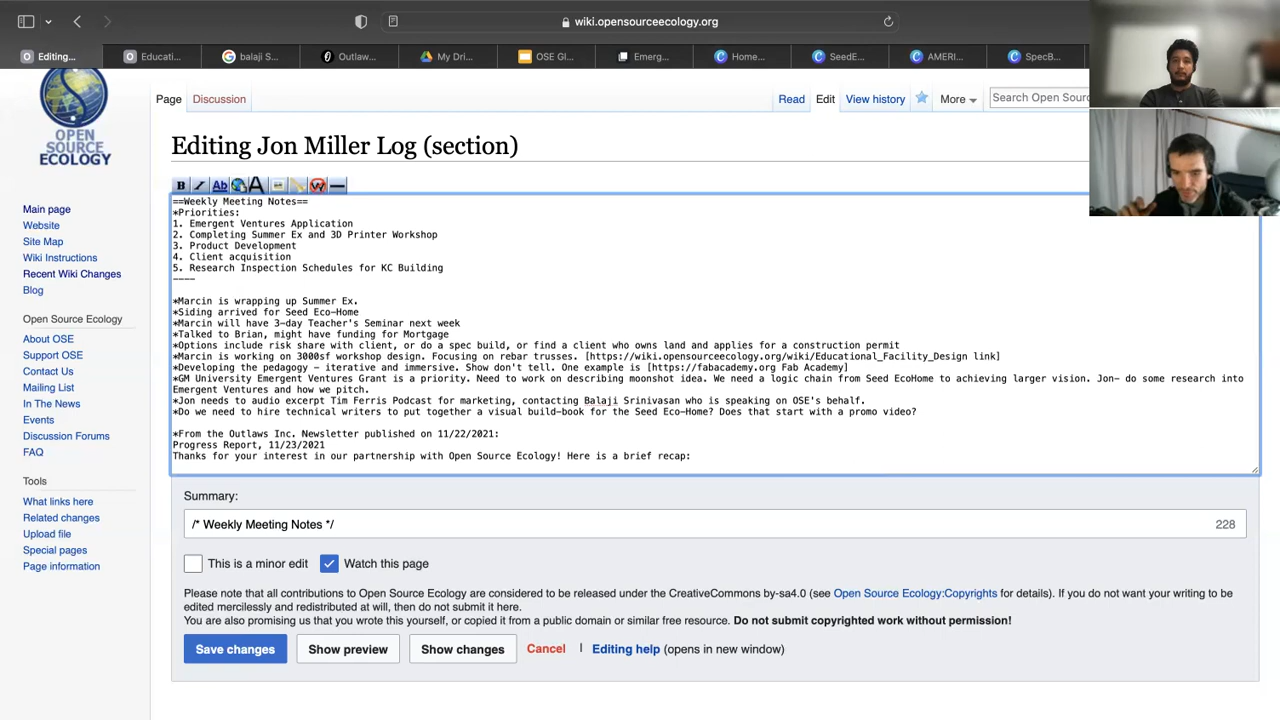 wiki.opensourceecology.org
Editing...
Educati...
balaji S...
Outlaw...
My Dri...
OSE GI...
Emerg...
Home...
SeedE...
AMERI...
SpecB...
OPEN
SOURCE
ECOLOGY
Page
Discussion
Read
Edit
View history
More
Search Open Sour
Editing Jon Miller Log (section)
B I Ab A
==Weekly Meeting Notes==
*Priorities:
1. Emergent Ventures Application
2. Completing Summer Ex and 3D Printer Workshop
3. Product Development
4. Client acquisition
5. Research Inspection Schedules for KC Building
----
*Marcin is wrapping up Summer Ex.
*Siding arrived for Seed Eco-Home
*Marcin will have 3-day Teacher's Seminar next week
*Talked to Brian, might have funding for Mortgage
*Options include risk share with client, or do a spec build, or find a client who owns land and applies for a construction permit
*Marcin is working on 3000sf workshop design. Focusing on rebar trusses. [https://wiki.opensourceecology.org/wiki/Educational_Facility_Design link]
*Developing the pedagogy - iterative and immersive. Show don't tell. One example is [https://fabacademy.org Fab Academy]
*GM University Emergent Ventures Grant is a priority. Need to work on describing moonshot idea. We need a logic chain from Seed EcoHome to achieving larger vision. Jon- do some research into
Emergent Ventures and how we pitch.
*Jon needs to audio excerpt Tim Ferris Podcast for marketing, contacting Balaji Srinivasan who is speaking on OSE's behalf.
*Do we need to hire technical writers to put together a visual build-book for the Seed Eco-Home? Does that start with a promo video?
*From the Outlaws Inc. Newsletter published on 11/22/2021:
Progress Report, 11/23/2021
Thanks for your interest in our partnership with Open Source Ecology! Here is a brief recap:
Main page
Website
Site Map
Wiki Instructions
Recent Wiki Changes
Blog
Open Source Ecology
About OSE
Support OSE
Contact Us
Mailing List
In The News
Events
Discussion Forums
FAQ
Tools
What links here
Related changes
Upload file
Special pages
Page information
Summary:
/* Weekly Meeting Notes */
228
This is a minor edit
Watch this page
Please note that all contributions to Open Source Ecology are considered to be released under the CreativeCommons by-sa4.0 (see Open Source Ecology:Copyrights for details). If you do not want your writing to be
edited mercilessly and redistributed at will, then do not submit it here.
You are also promising us that you wrote this yourself, or copied it from a public domain or similar free resource. Do not submit copyrighted work without permission!
Save changes
Show preview
Show changes
Cancel
Editing help (opens in new window)